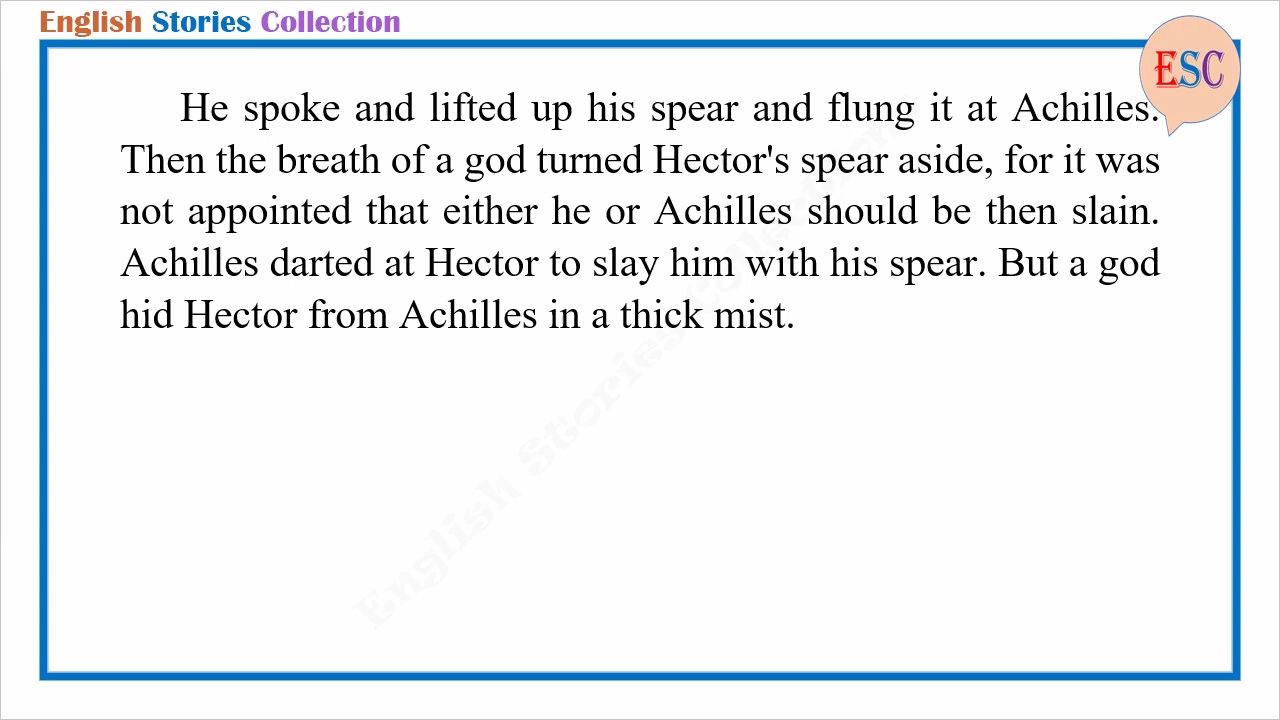 English Stories Collection
ESC
He spoke and lifted up his spear and flung it at Achilles.
Then the breath of a god turned Hector's spear aside, for it was
not appointed that either he or Achilles should be then slain.
Achilles darted at Hector to slay him with his spear. But a god
hid Hector from Achilles in a thick mist.
English Stories Collection